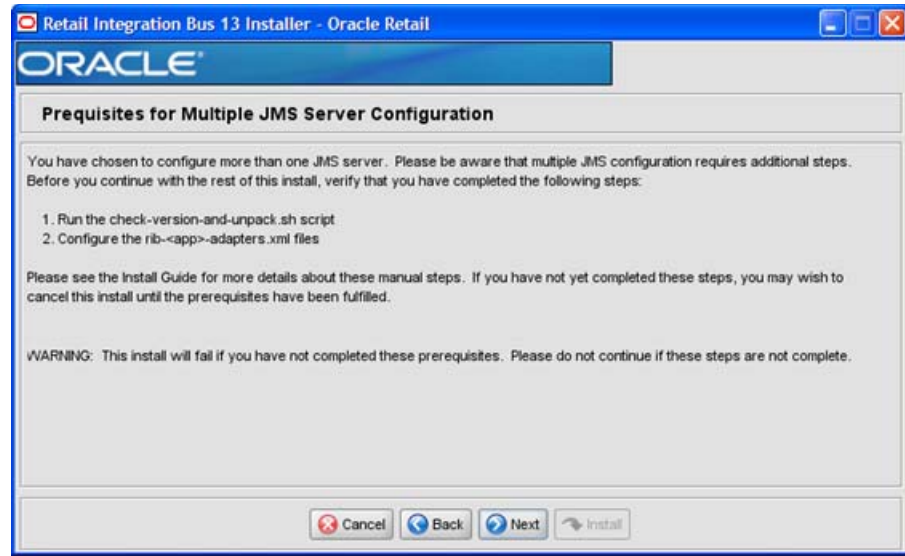 Retail Integration Bus 13 Installer - Oracle Retail
ORACLE
Prequisites for Multiple JMS Server Configuration
You have chosen to configure more than one JMS server. Please be aware that multiple JMS configuration requires additional steps.
Before you continue with the rest of this install, verify that you have completed the following steps:
1. Run the check-version-and-unpack.sh script
2. Configure the rib-<app>-adapters.xml files
Please see the Install Guide for more details about these manual steps. If you have not yet completed these steps, you may wish to
cancel this install until the prerequisites have been fulfilled.
WARNING: This install will fail if you have not completed these prerequisites. Please do not continue if these steps are not complete.
Cancel Back Next Install